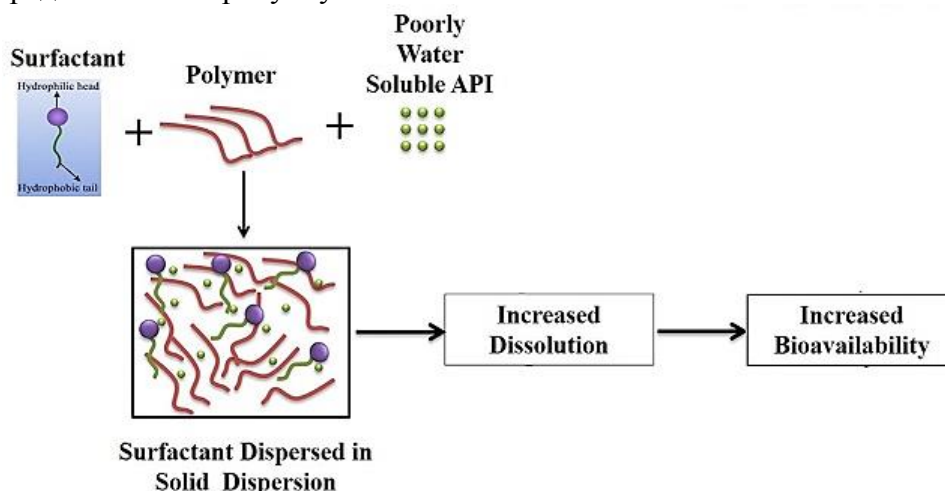 Surfactant
Hydrophilic head
Hydrophobic tail
+
Polymer
+
Poorly
Water
Soluble API
Increased
Dissolution
Increased
Bioavailability
Surfactant Dispersed in
Solid Dispersion